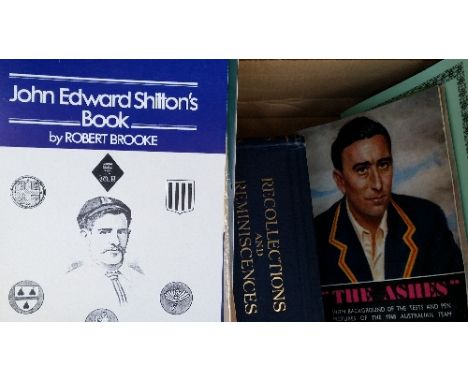 John Edward Shilton's
Book
by ROBERT BROOKE
RECOLLECTIONS
AND
REMINISCENCES
"THE ASHES"
WITH BACKGROUND OF THE TESTS AND PEN
PICTURES OF THE 1948 AUSTRALIAN TEAM